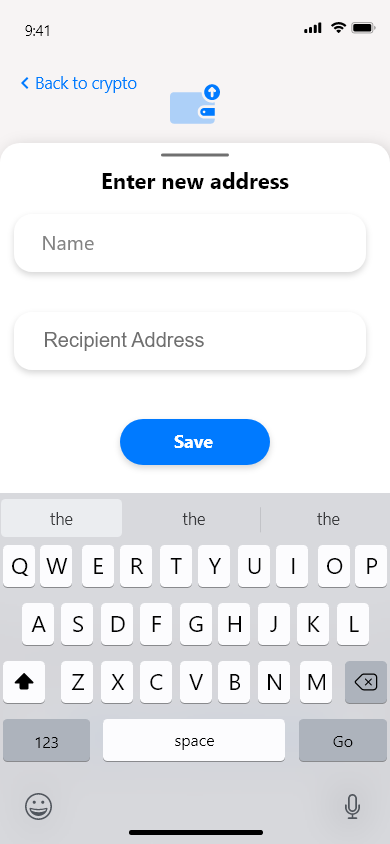 9:41
Back to crypto
Enter new address
Name
Recipient Address
Save
the the the
Q W E R T Y U I O P
A S D F G H J K L
Z X C V B N M
123 space Go